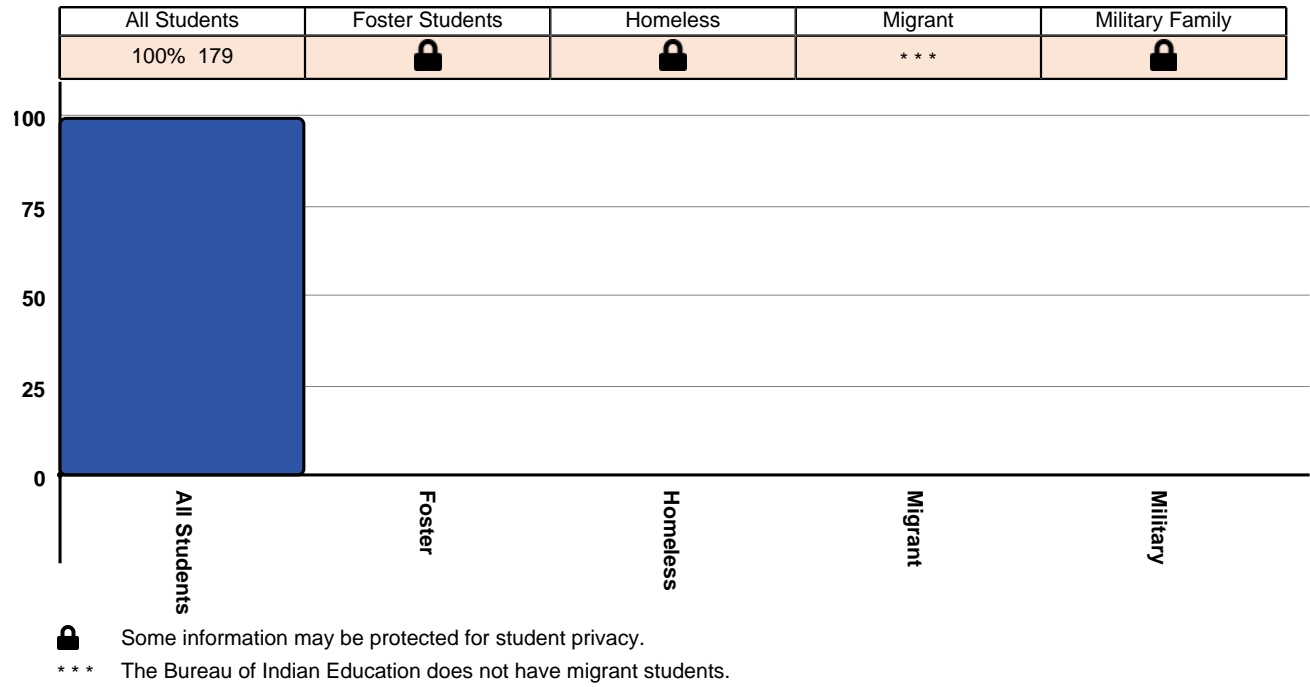 All Students Foster Students Homeless Migrant Military Family
100% 179 * * *
100
75
50
25
0
All Students
Foster
Homeless
Migrant
Military
Some information may be protected for student privacy.
* * * The Bureau of Indian Education does not have migrant students.